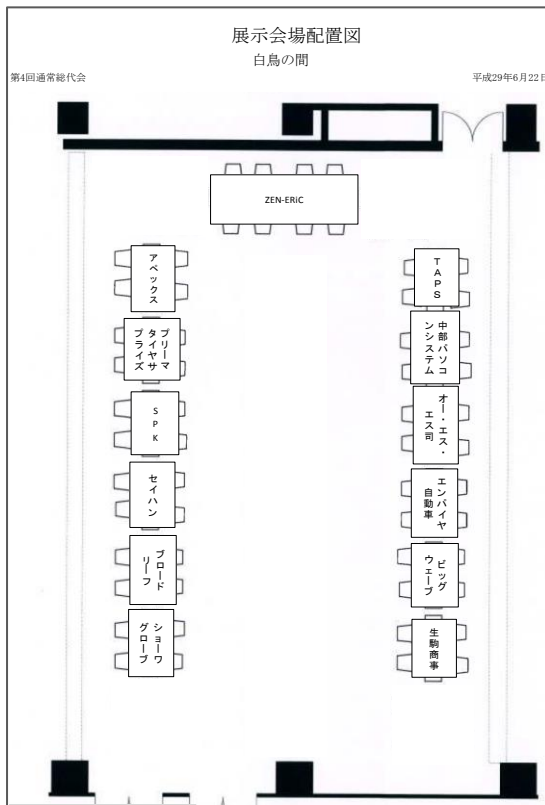 展示会場配置図
白鳥の間
第4回通常総代会
平成29年6月22日
ZEN-ERiC
アペックス
プリーマ
タイヤサ
プライズ
SPK
セイハン
ブロード
リーフ
ショーワ
グローブ
TAPS
中部パソコ
ンシステム
オー・エス・
エス司
エンパイヤ
自動車
ビッグ
ウェーブ
生駒商事